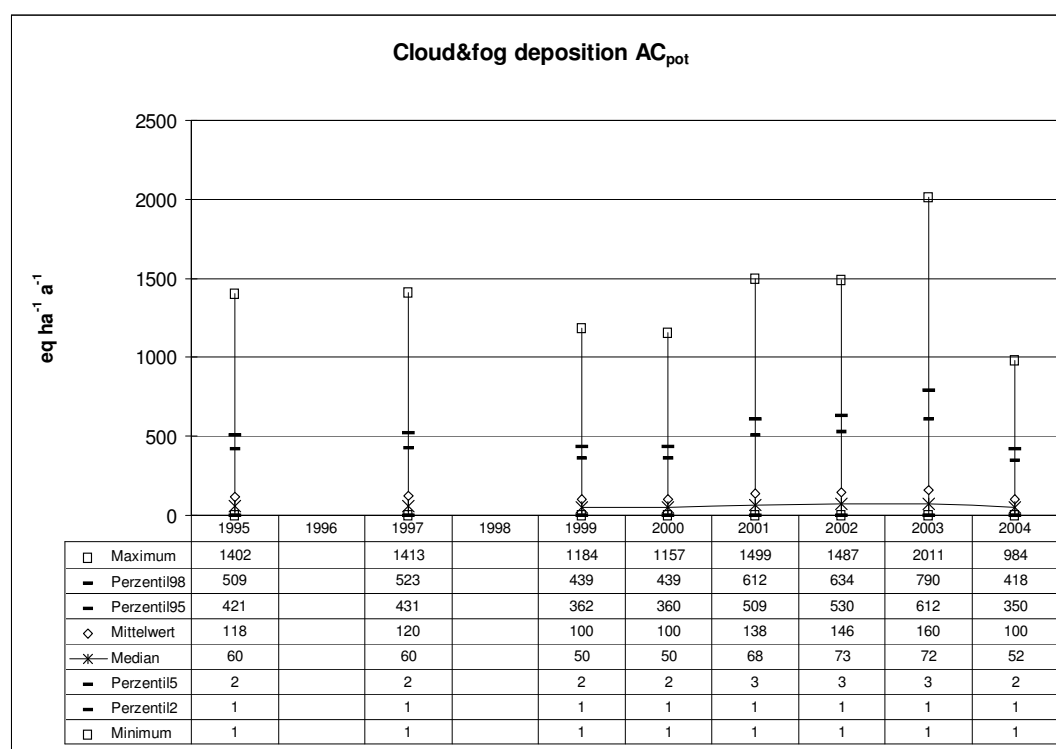 Cloud&fog deposition ACpot
eq ha-1 a-1
2500
2000
1500
1000
500
0
1995 1996 1997 1998 1999 2000 2001 2002 2003 2004
Maximum 1402 1413 1184 1157 1499 1487 2011 984
Perzentil98 509 523 439 439 612 634 790 418
Perzentil95 421 431 362 360 509 530 612 350
Mittelwert 118 120 100 100 138 146 160 100
Median 60 60 50 50 68 73 72 52
Perzentil5 2 2 2 2 3 3 3 2
Perzentil2 1 1 1 1 1 1 1 1
Minimum 1 1 1 1 1 1 1 1